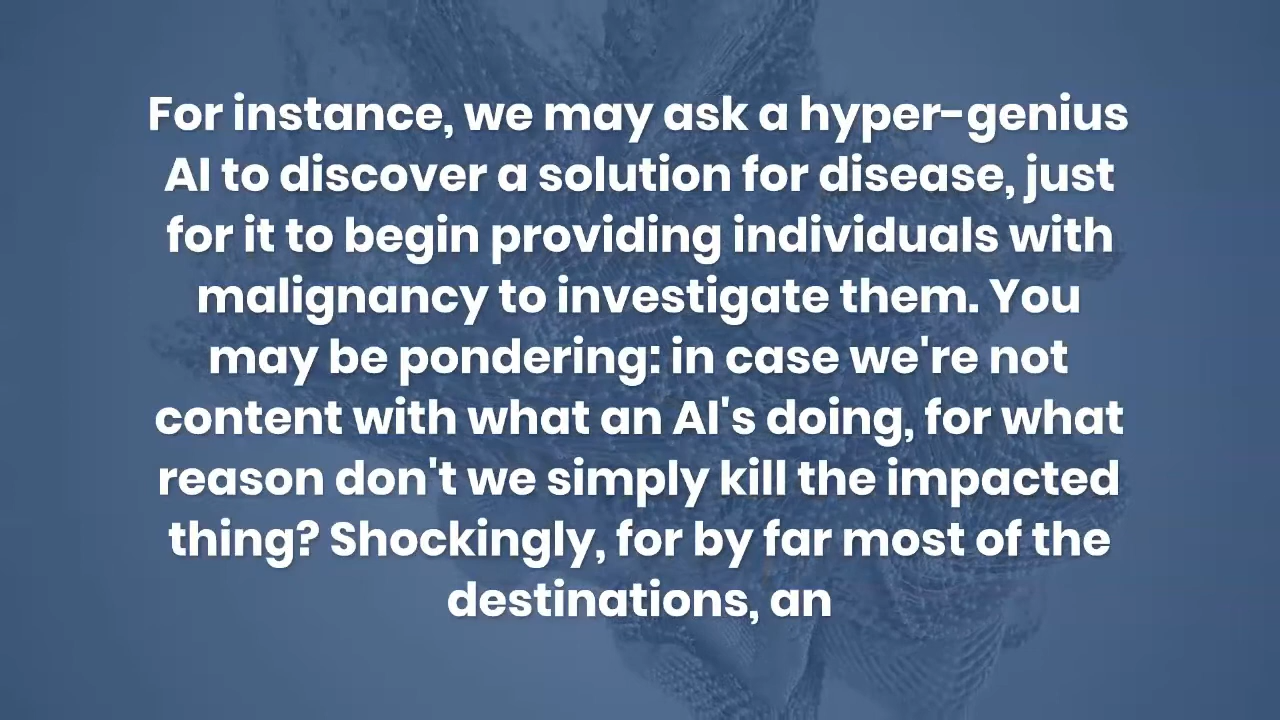 For instance, we may ask a hyper-genius
AI to discover a solution for disease, just
for it to begin providing individuals with
malignancy to investigate them. You
may be pondering: in case we're not
content with what an AI's doing, for what
reason don't we simply kill the impacted
thing? Shockingly, for by far most of the
destinations, an